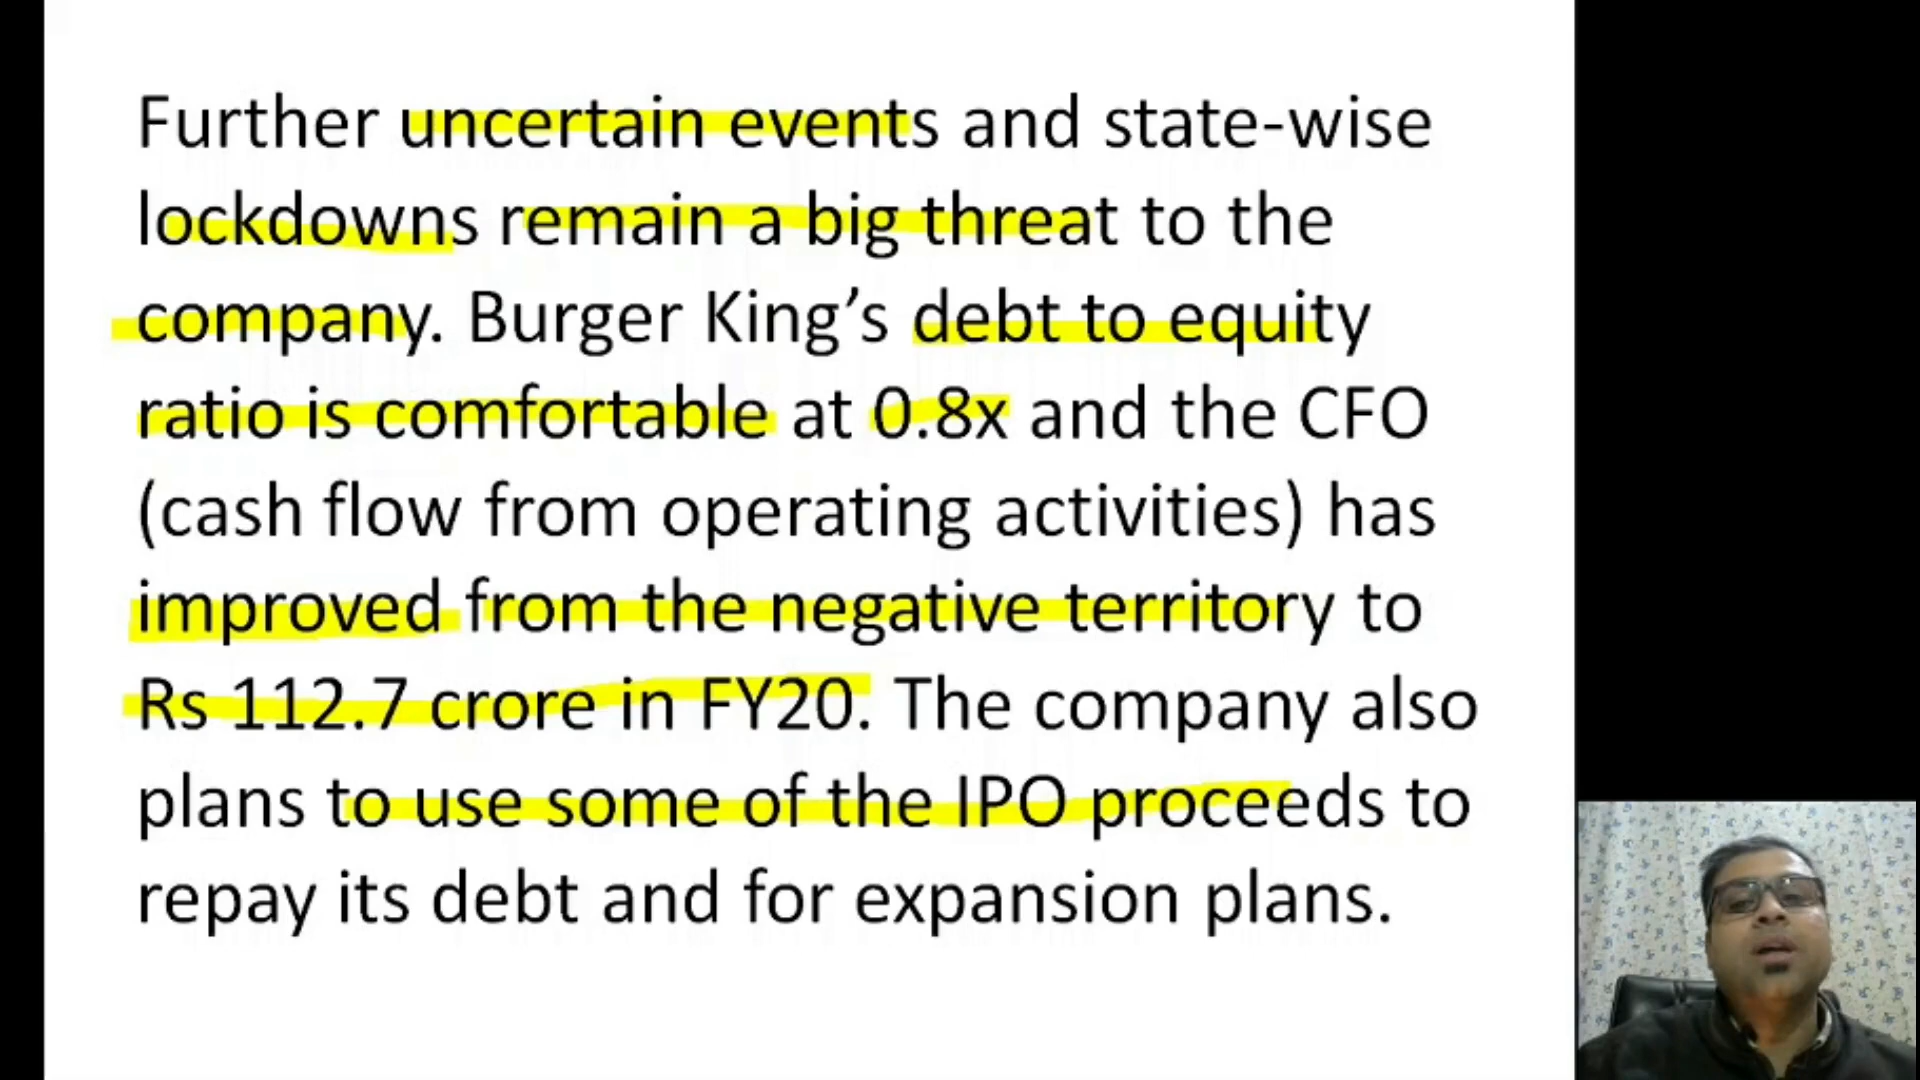 Further uncertain events and state-wise
lockdowns remain a big threat to the
company. Burger King’s debt to equity
ratio is comfortable at 0.8x and the CFO
(cash flow from operating activities) has
improved from the negative territory to
Rs 112.7 crore in FY20. The company also
plans to use some of the IPO proceeds to
repay its debt and for expansion plans.